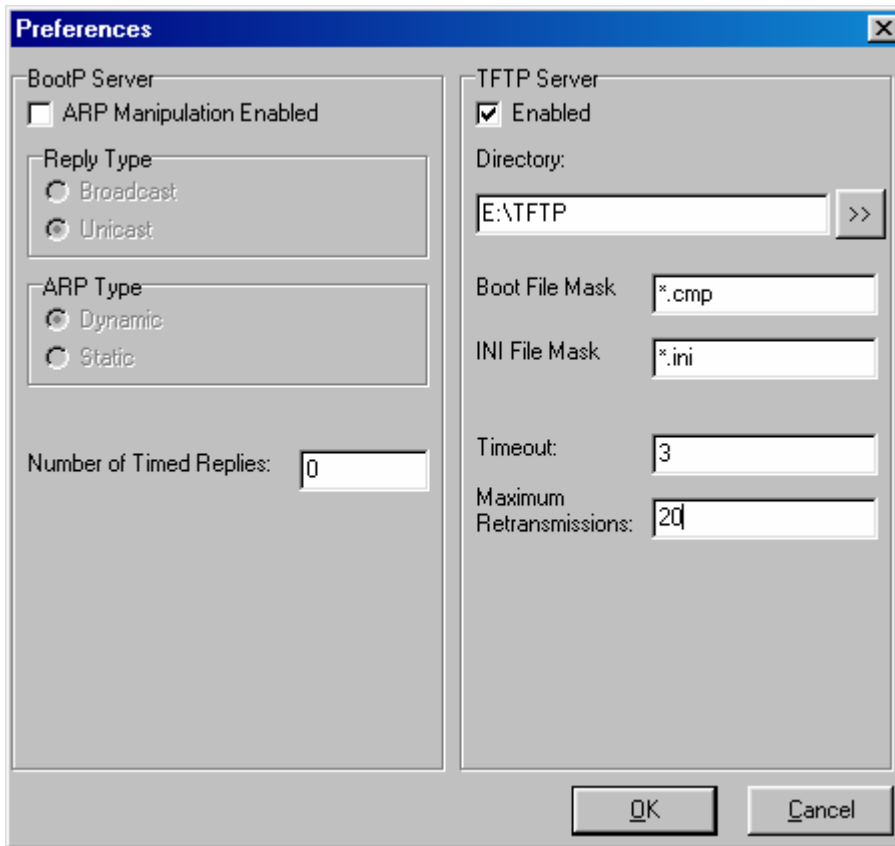 Preferences
BootP Server
ARP Manipulation Enabled
Reply Type
Broadcast
Unicast
ARP Type
Dynamic
Static
Number of Timed Replies: 0
TFTP Server
Enabled
Directory:
E:\TFTP >>
Boot File Mask *.cmp
INI File Mask *.ini
Timeout: 3
Maximum
Retransmissions: 20
OK Cancel